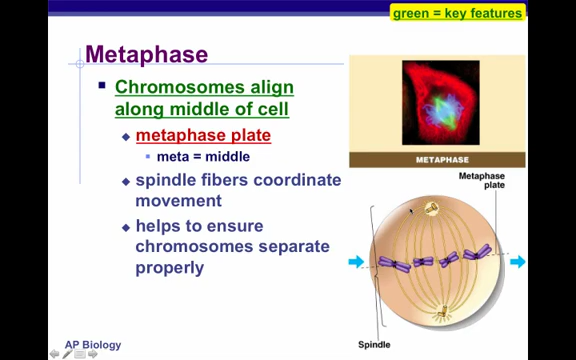 green = key features
Metaphase
Chromosomes align
along middle of cell
metaphase plate
meta = middle
spindle fibers coordinate
movement
helps to ensure
chromosomes separate
properly
METAPHASE
Metaphase
plate
Spindle
AP Biology